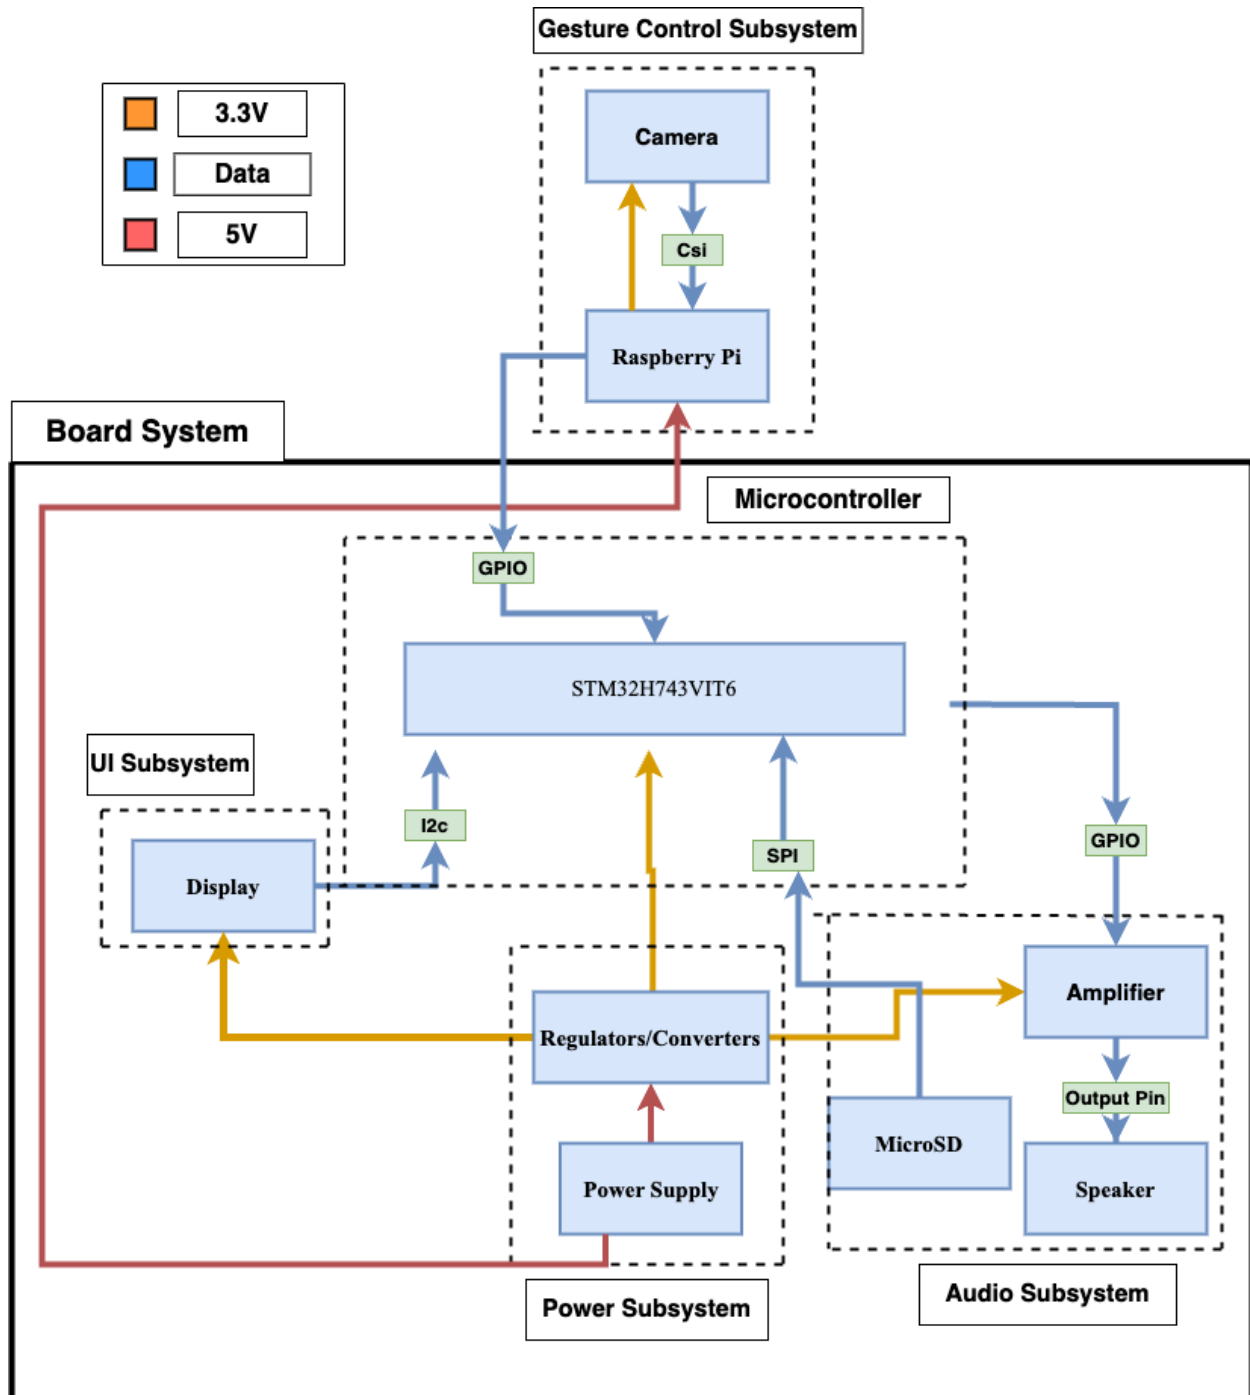 Gesture Control Subsystem
3.3V
Data
5V
Camera
Csi
Raspberry Pi
Board System
Microcontroller
GPIO
STM32H743VIT6
UI Subsystem
I2c
SPI
GPIO
Display
Amplifier
Regulators/Converters
Output Pin
MicroSD
Power Supply
Speaker
Audio Subsystem
Power Subsystem